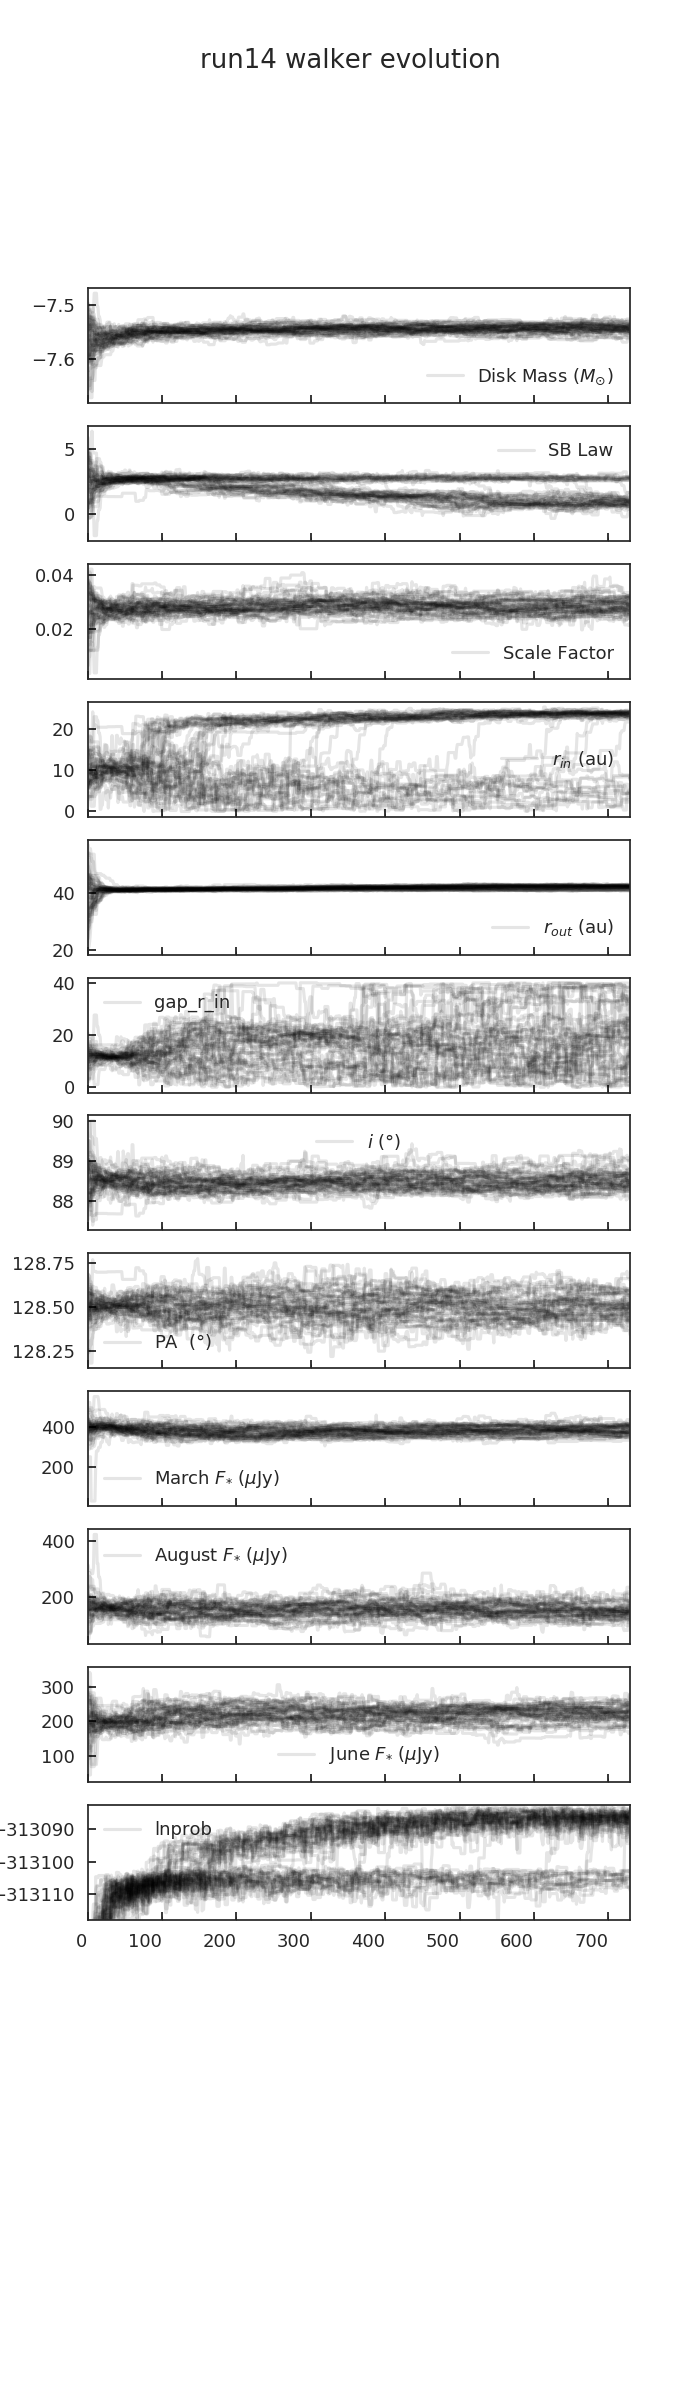 run14 walker evolution
−7.5
−7.6
Disk Mass (M⊙)
5
0
SB Law
0.04
0.02
Scale Factor
20
10
0
r_in (au)
40
20
r_out (au)
40
20
0
gap_r_in
90
89
88
i (°)
128.75
128.50
128.25
PA (°)
400
200
March F* (μJy)
400
200
August F* (μJy)
300
200
100
June F* (μJy)
−313090
−313100
−313110
lnprob
0 100 200 300 400 500 600 700